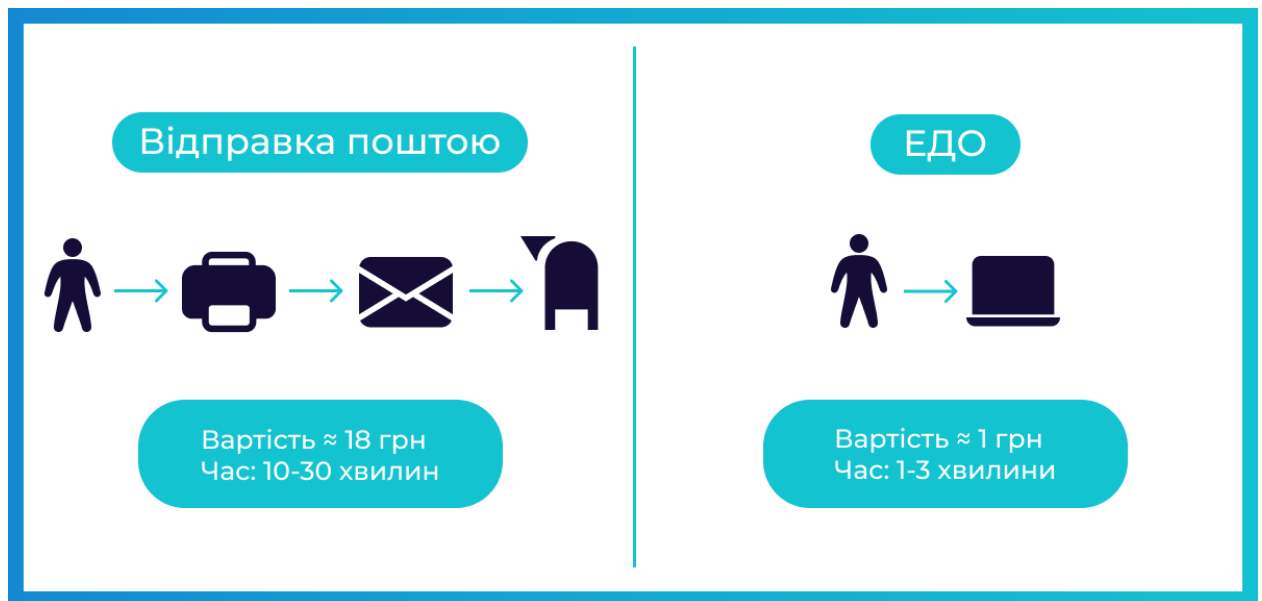 Відправка поштою
Вартість ≈ 18 грн
Час: 10-30 хвилин
ЕДО
Вартість ≈ 1 грн
Час: 1-3 хвилини